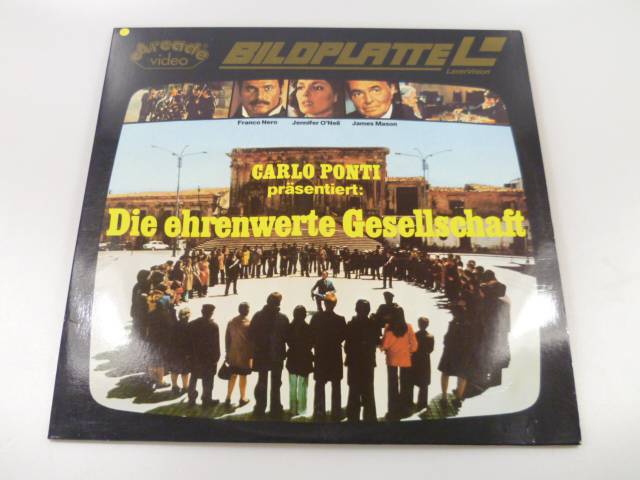 Arcade
video
BILDPLATTE
LaserVision
Franco Nero
Jennifer O'Neil
James Mason
CARLO PONTI
präsentiert:
Die ehrenwerte Gesellschaft